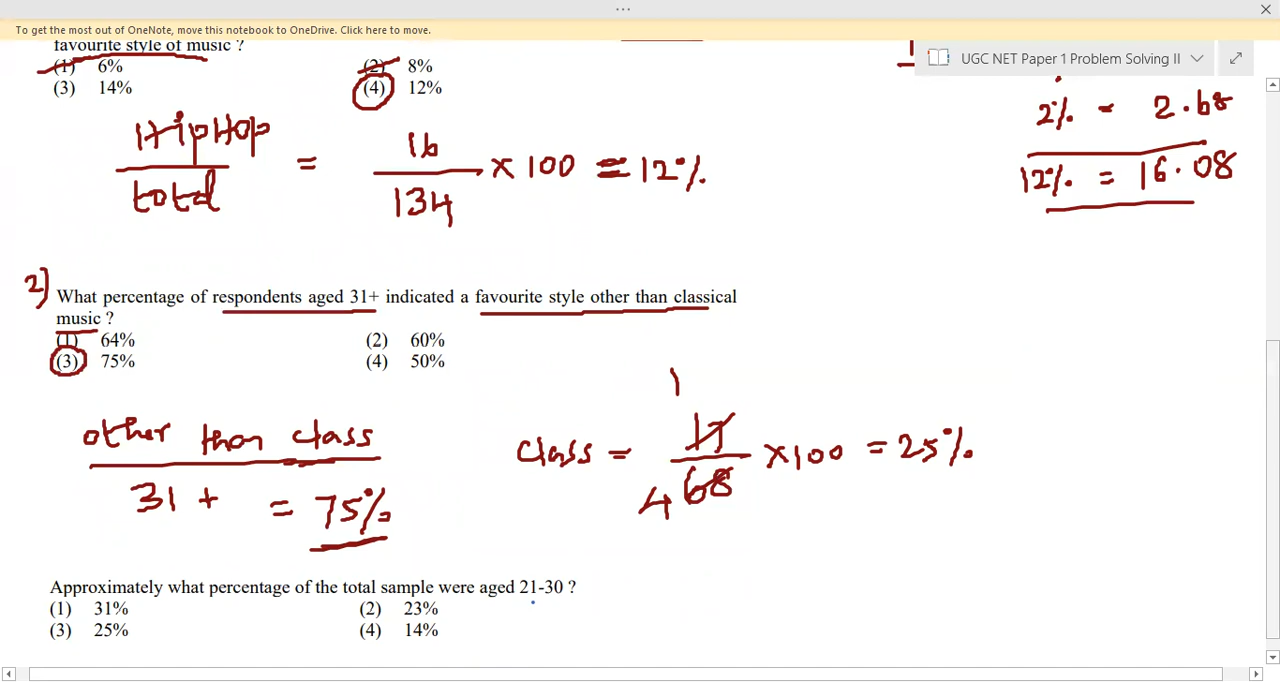 To get the most out of OneNote, move this notebook to OneDrive. Click here to move.
favourite style of music ?
UGC NET Paper 1 Problem Solving II
(1) 6% (2) 8%
(3) 14% (4) 12%
2% = 2.68
12% = 16.08
HipHop / total = 16 / 134 × 100 = 12%
2)
What percentage of respondents aged 31+ indicated a favourite style other than classical
music ?
(1) 64% (2) 60%
(3) 75% (4) 50%
other than class / 31 + = 75%
1
class = 17 / 68 × 100 = 25%
4
Approximately what percentage of the total sample were aged 21-30 ?
(1) 31% (2) 23%
(3) 25% (4) 14%